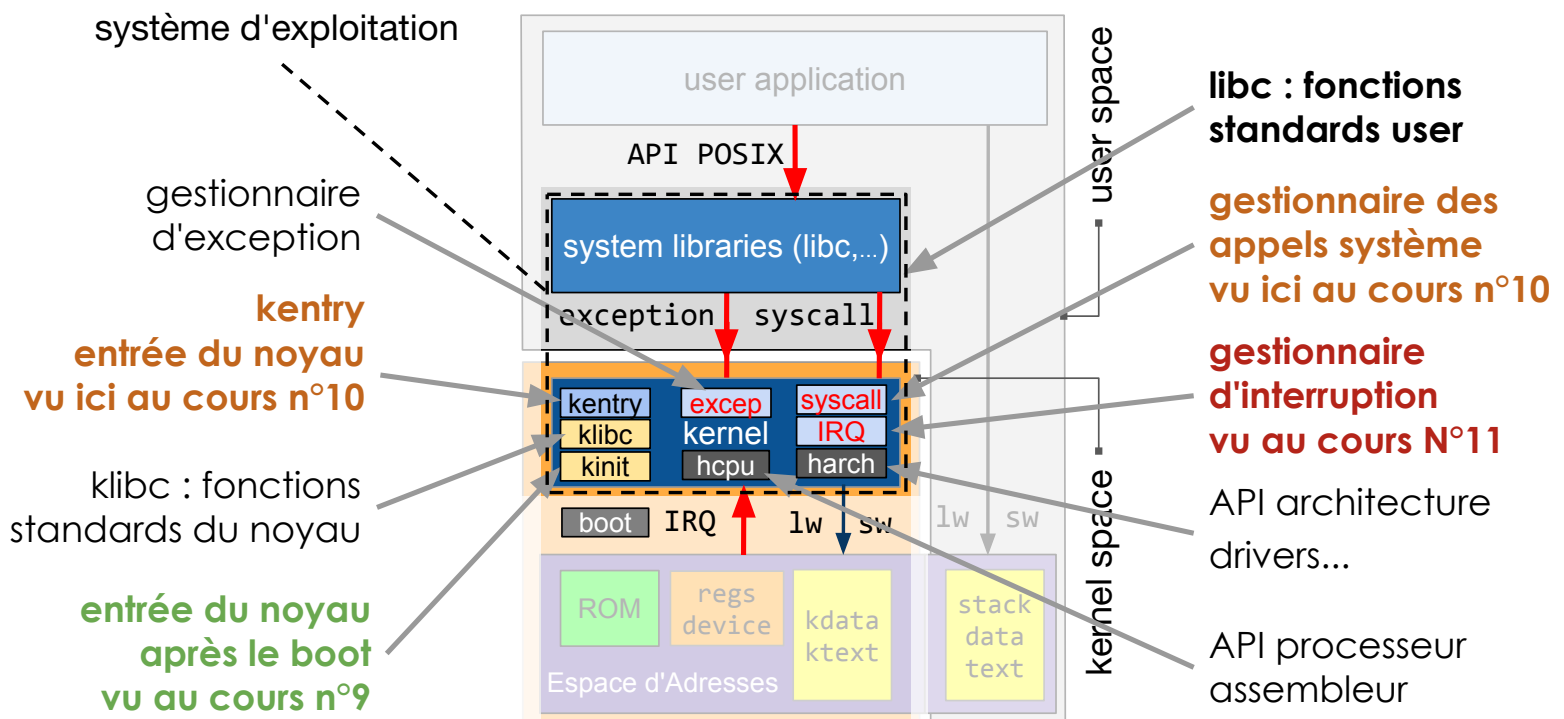 système d'exploitation
user application
API POSIX
user space
libc : fonctions
standards user
gestionnaire
d'exception
system libraries (libc,...)
gestionnaire des
appels système
vu ici au cours n°10
kentry
entrée du noyau
vu ici au cours n°10
exception syscall
gestionnaire
d'interruption
vu au cours N°11
kentry excep syscall
klibc kernel IRQ
kinit hcpu harch
klibc : fonctions
standards du noyau
boot IRQ lw sw lw sw
kernel space
API architecture
drivers...
entrée du noyau
après le boot
vu au cours n°9
ROM
regs
device
kdata
ktext
stack
data
text
Espace d'Adresses
API processeur
assembleur